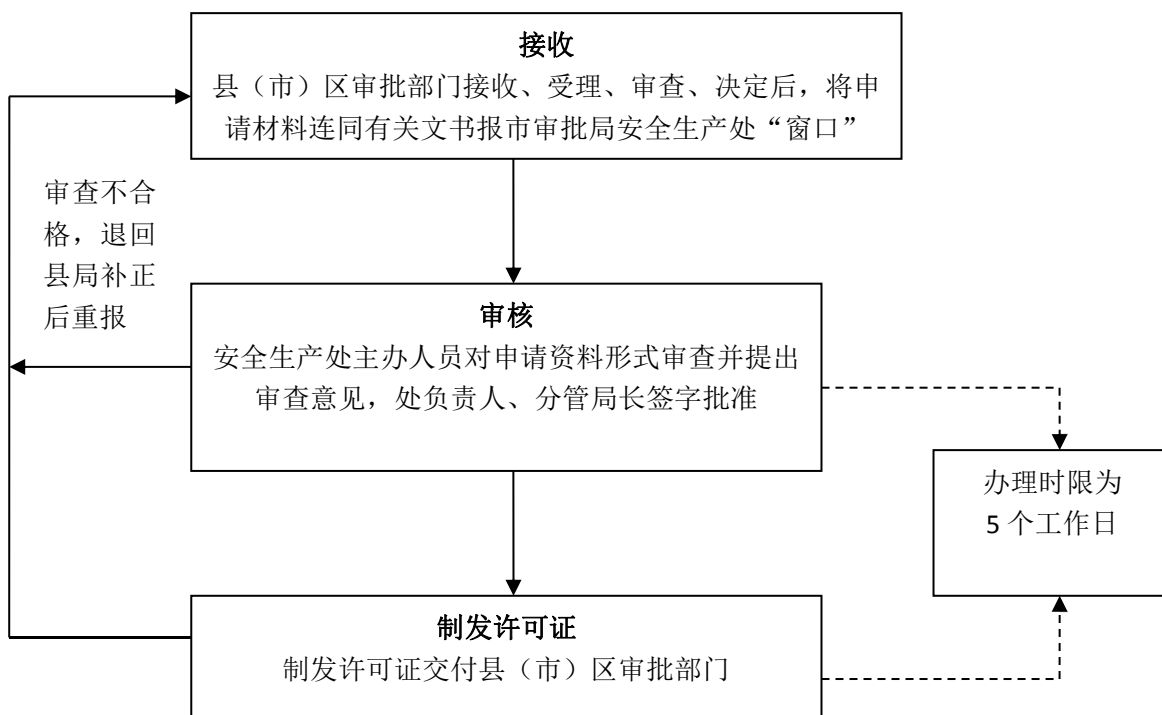 接收
县（市）区审批部门接收、受理、审查、决定后，将申
请材料连同有关文书报市审批局安全生产处“窗口”
审查不合
格，退回
县局补正
后重报
审核
安全生产处主办人员对申请资料形式审查并提出
审查意见，处负责人、分管局长签字批准
办理时限为
5 个工作日
制发许可证
制发许可证交付县（市）区审批部门